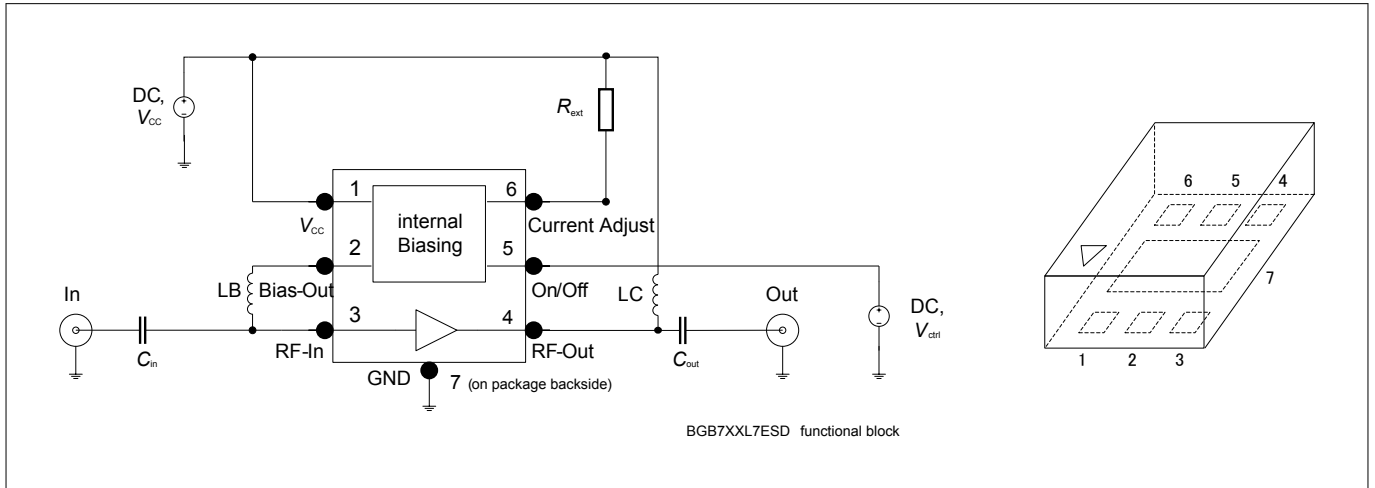 DC,
VCC
Rext
1
6
VCC
internal
Biasing
Current Adjust
2
5
LB
Bias-Out
On/Off
LC
In
Out
3
4
DC,
Vctrl
Cin
RF-In
RF-Out
Cout
GND
7 (on package backside)
BGB7XXL7ESD functional block
6 5 4
7
1 2 3